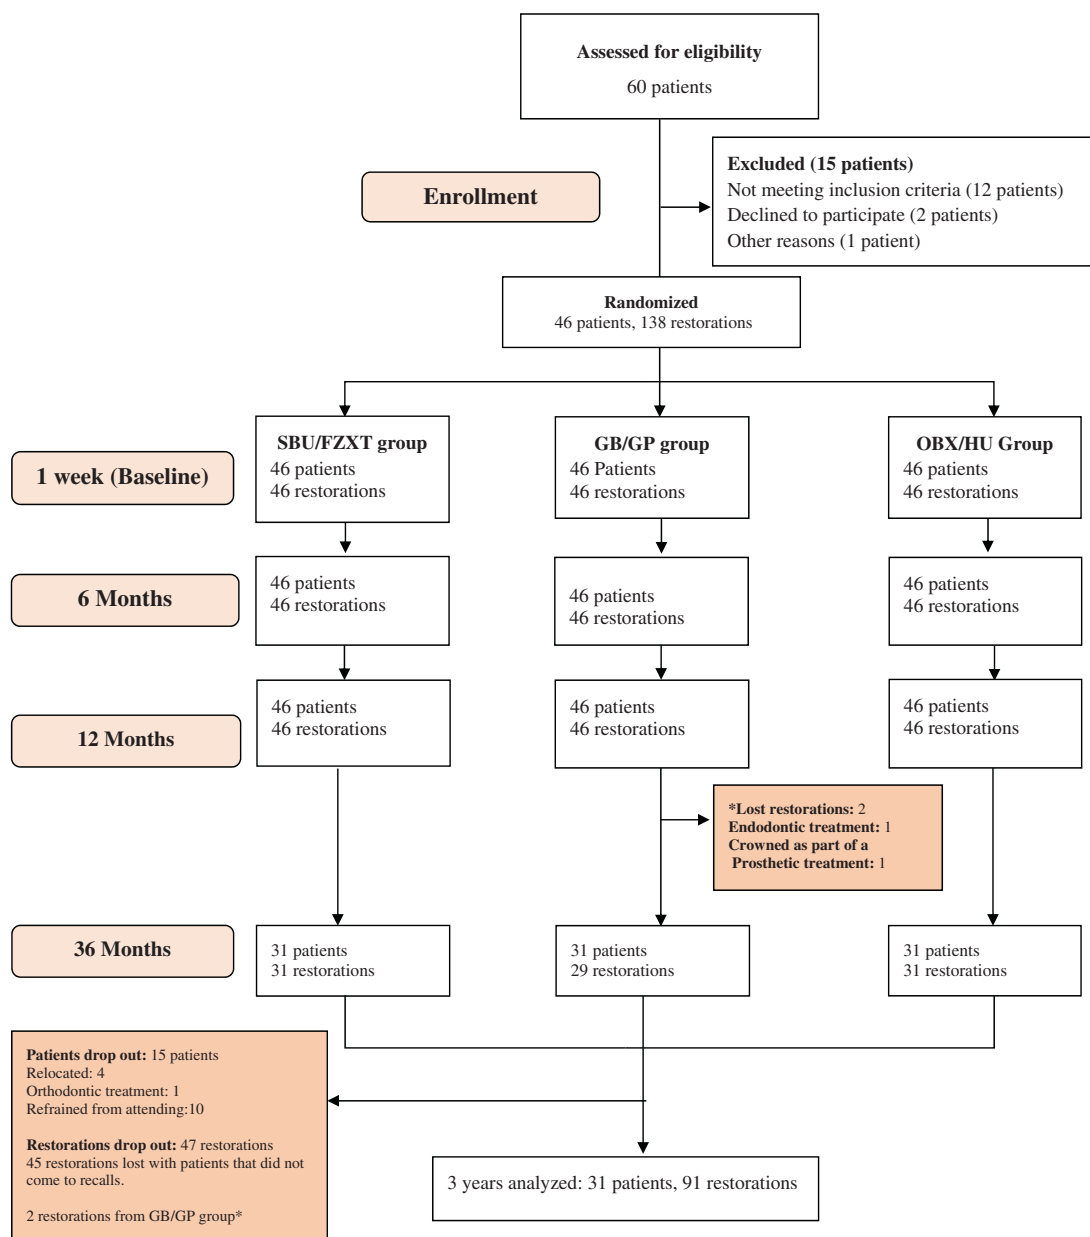 Assessed for eligibility
60 patients
Excluded (15 patients)
Not meeting inclusion criteria (12 patients)
Declined to participate (2 patients)
Other reasons (1 patient)
Enrollment
Randomized
46 patients, 138 restorations
1 week (Baseline)
SBU/FZXT group
46 patients
46 restorations
GB/GP group
46 Patients
46 restorations
OBX/HU Group
46 patients
46 restorations
6 Months
46 patients
46 restorations
46 patients
46 restorations
46 patients
46 restorations
12 Months
46 patients
46 restorations
46 patients
46 restorations
46 patients
46 restorations
*Lost restorations: 2
Endodontic treatment: 1
Crowned as part of a
Prosthetic treatment: 1
36 Months
31 patients
31 restorations
31 patients
29 restorations
31 patients
31 restorations
Patients drop out: 15 patients
Relocated: 4
Orthodontic treatment: 1
Refrained from attending:10
Restorations drop out: 47 restorations
45 restorations lost with patients that did not
come to recalls.
2 restorations from GB/GP group*
3 years analyzed: 31 patients, 91 restorations